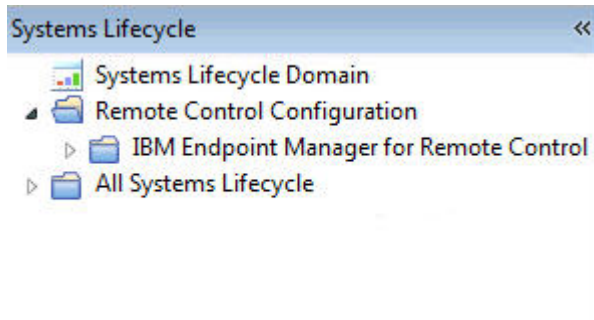 Systems Lifecycle «
Systems Lifecycle Domain
Remote Control Configuration
IBM Endpoint Manager for Remote Control
All Systems Lifecycle